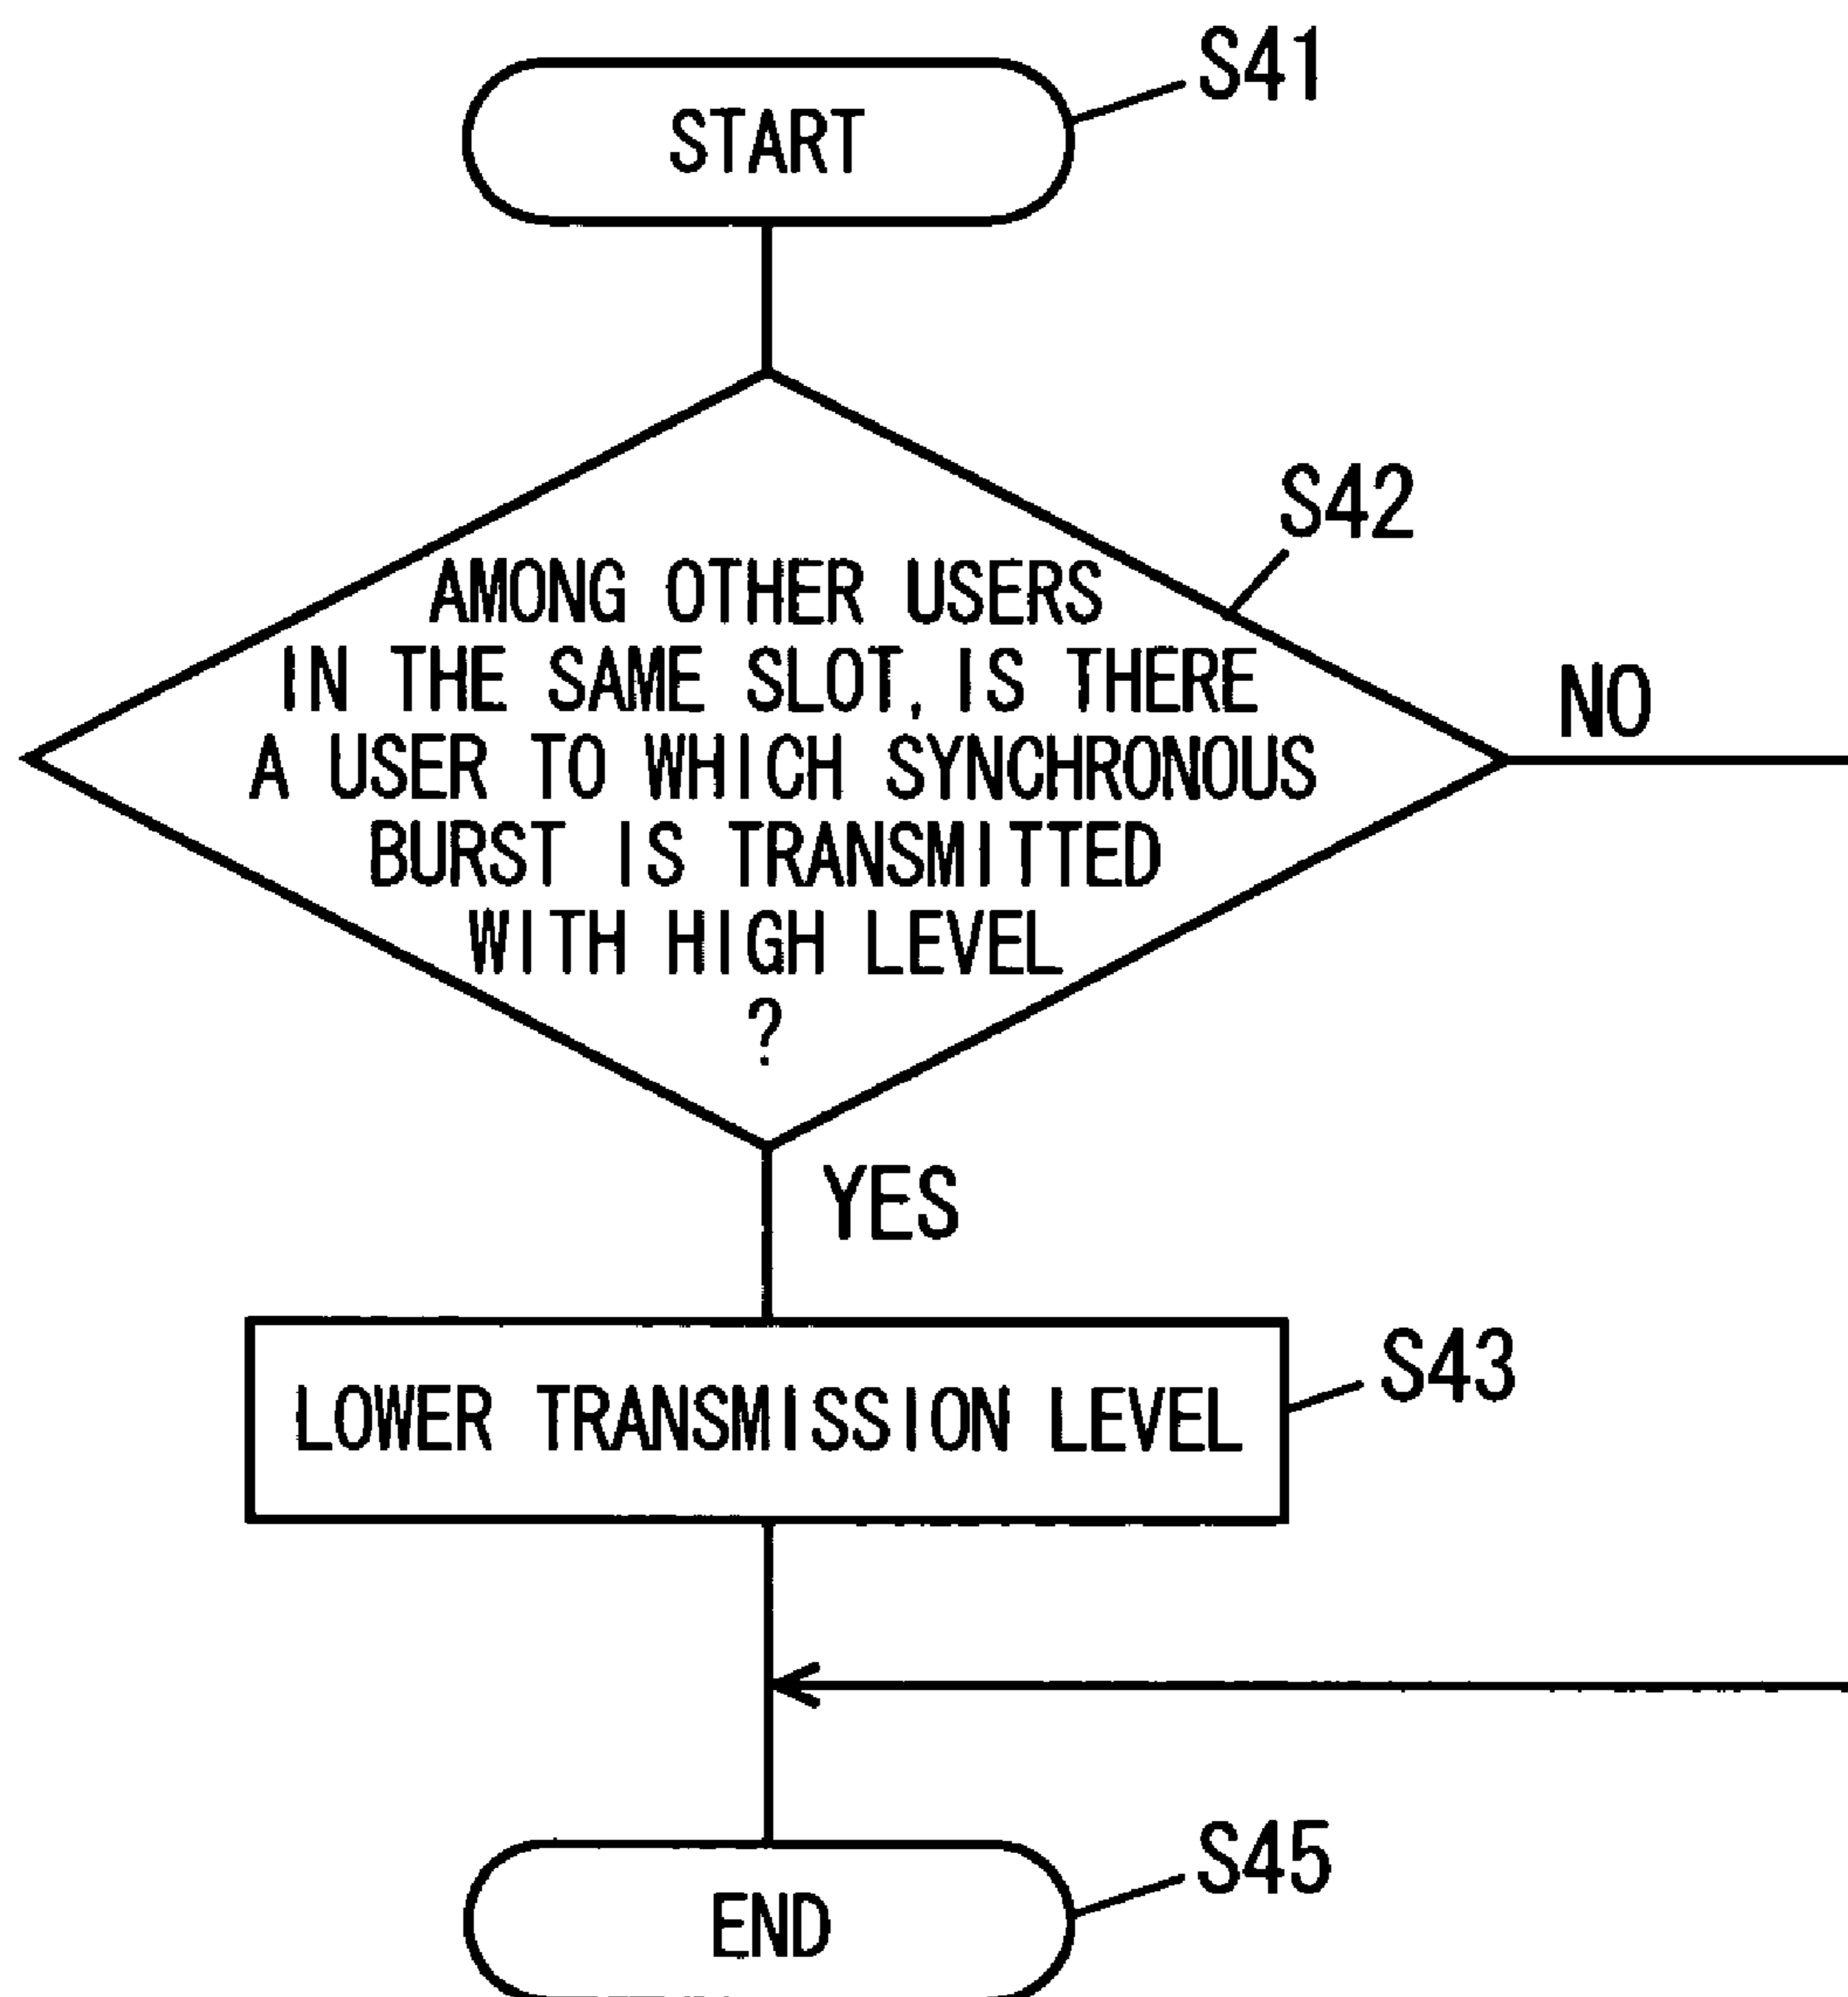 START
S41
S42
AMONG OTHER USERS
IN THE SAME SLOT, IS THERE
A USER TO WHICH SYNCHRONOUS
BURST IS TRANSMITTED
WITH HIGH LEVEL
?
NO
YES
LOWER TRANSMISSION LEVEL
S43
END
S45